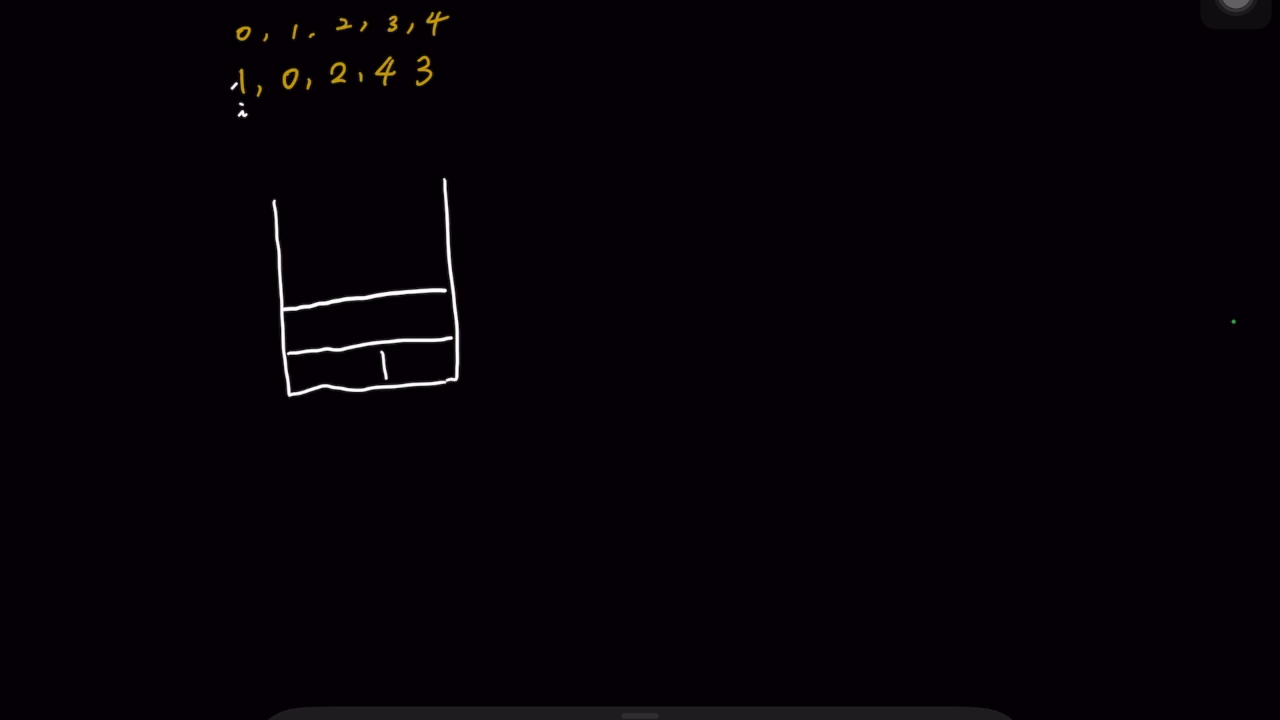 0, 1. 2, 3, 4
1, 0, 2, 4 3
i
1